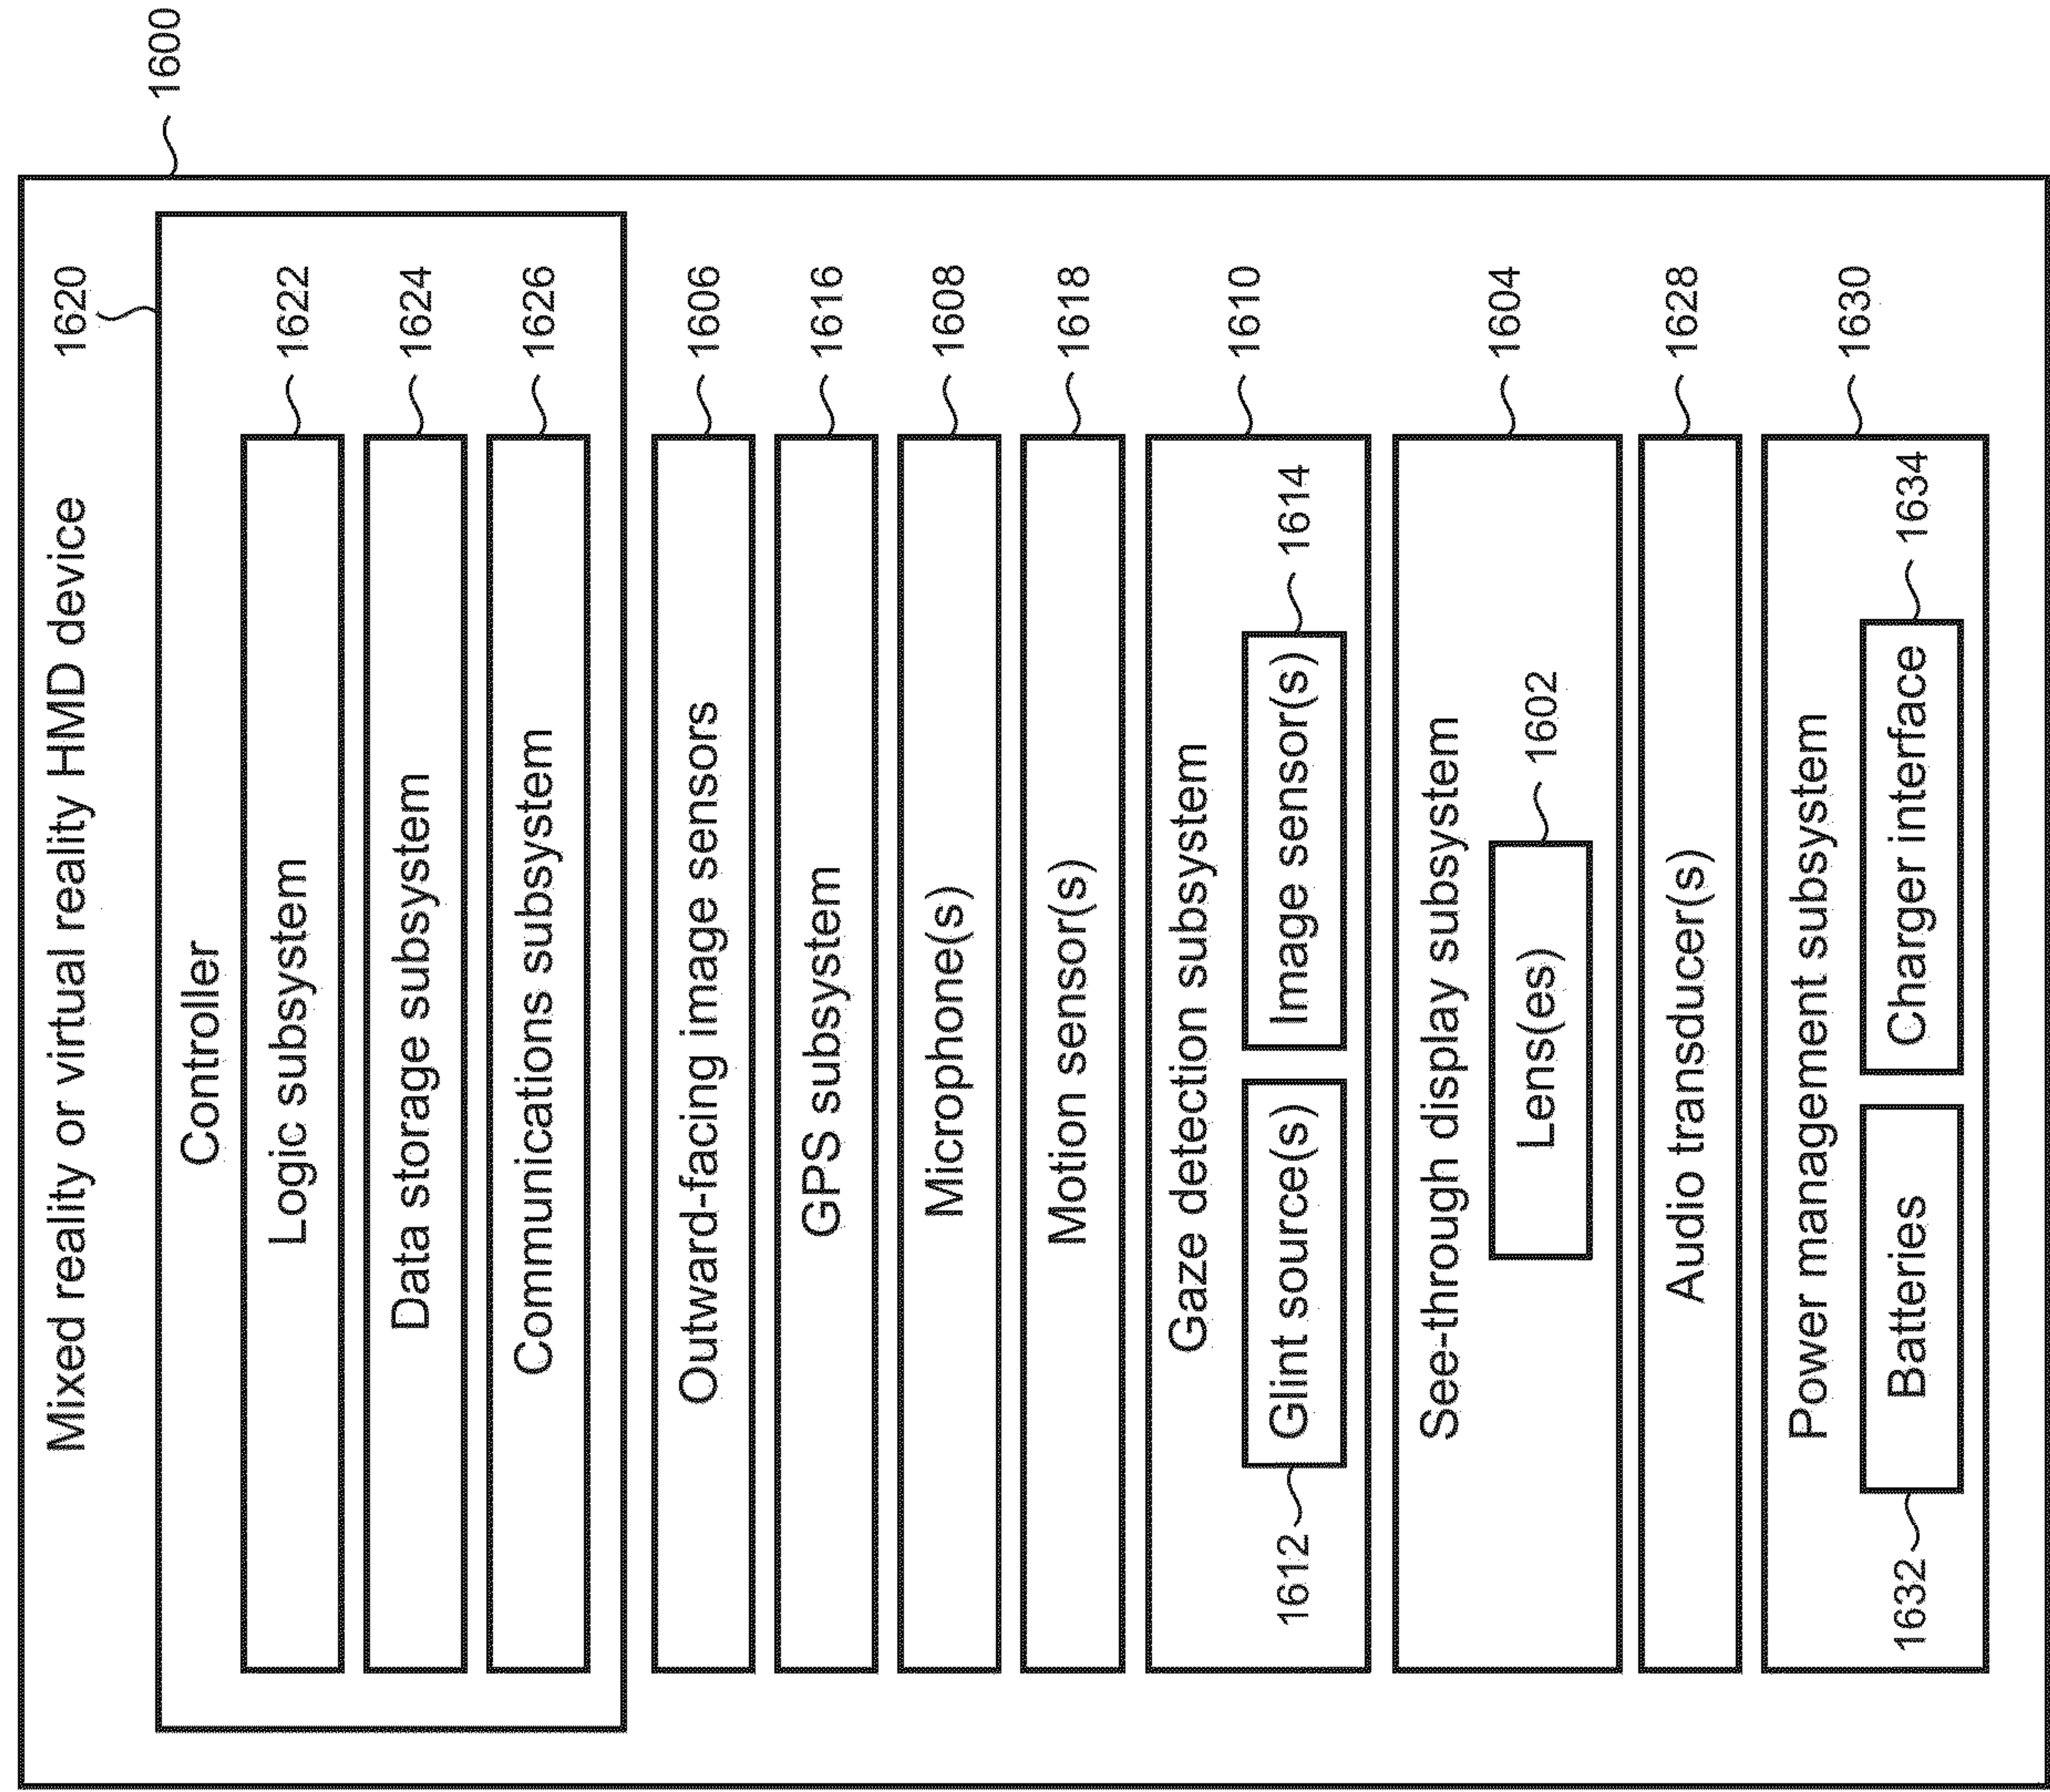 1600
Mixed reality or virtual reality HMD device
1620
Controller
Logic subsystem
1622
Data storage subsystem
1624
Communications subsystem
1626
Outward-facing image sensors
1606
GPS subsystem
1616
Microphone(s)
1608
Motion sensor(s)
1618
Gaze detection subsystem
1610
1612
Glint source(s)
Image sensor(s)
1614
See-through display subsystem
1604
Lens(es)
1602
Audio transducer(s)
1628
Power management subsystem
1630
1632
Batteries
Charger interface
1634